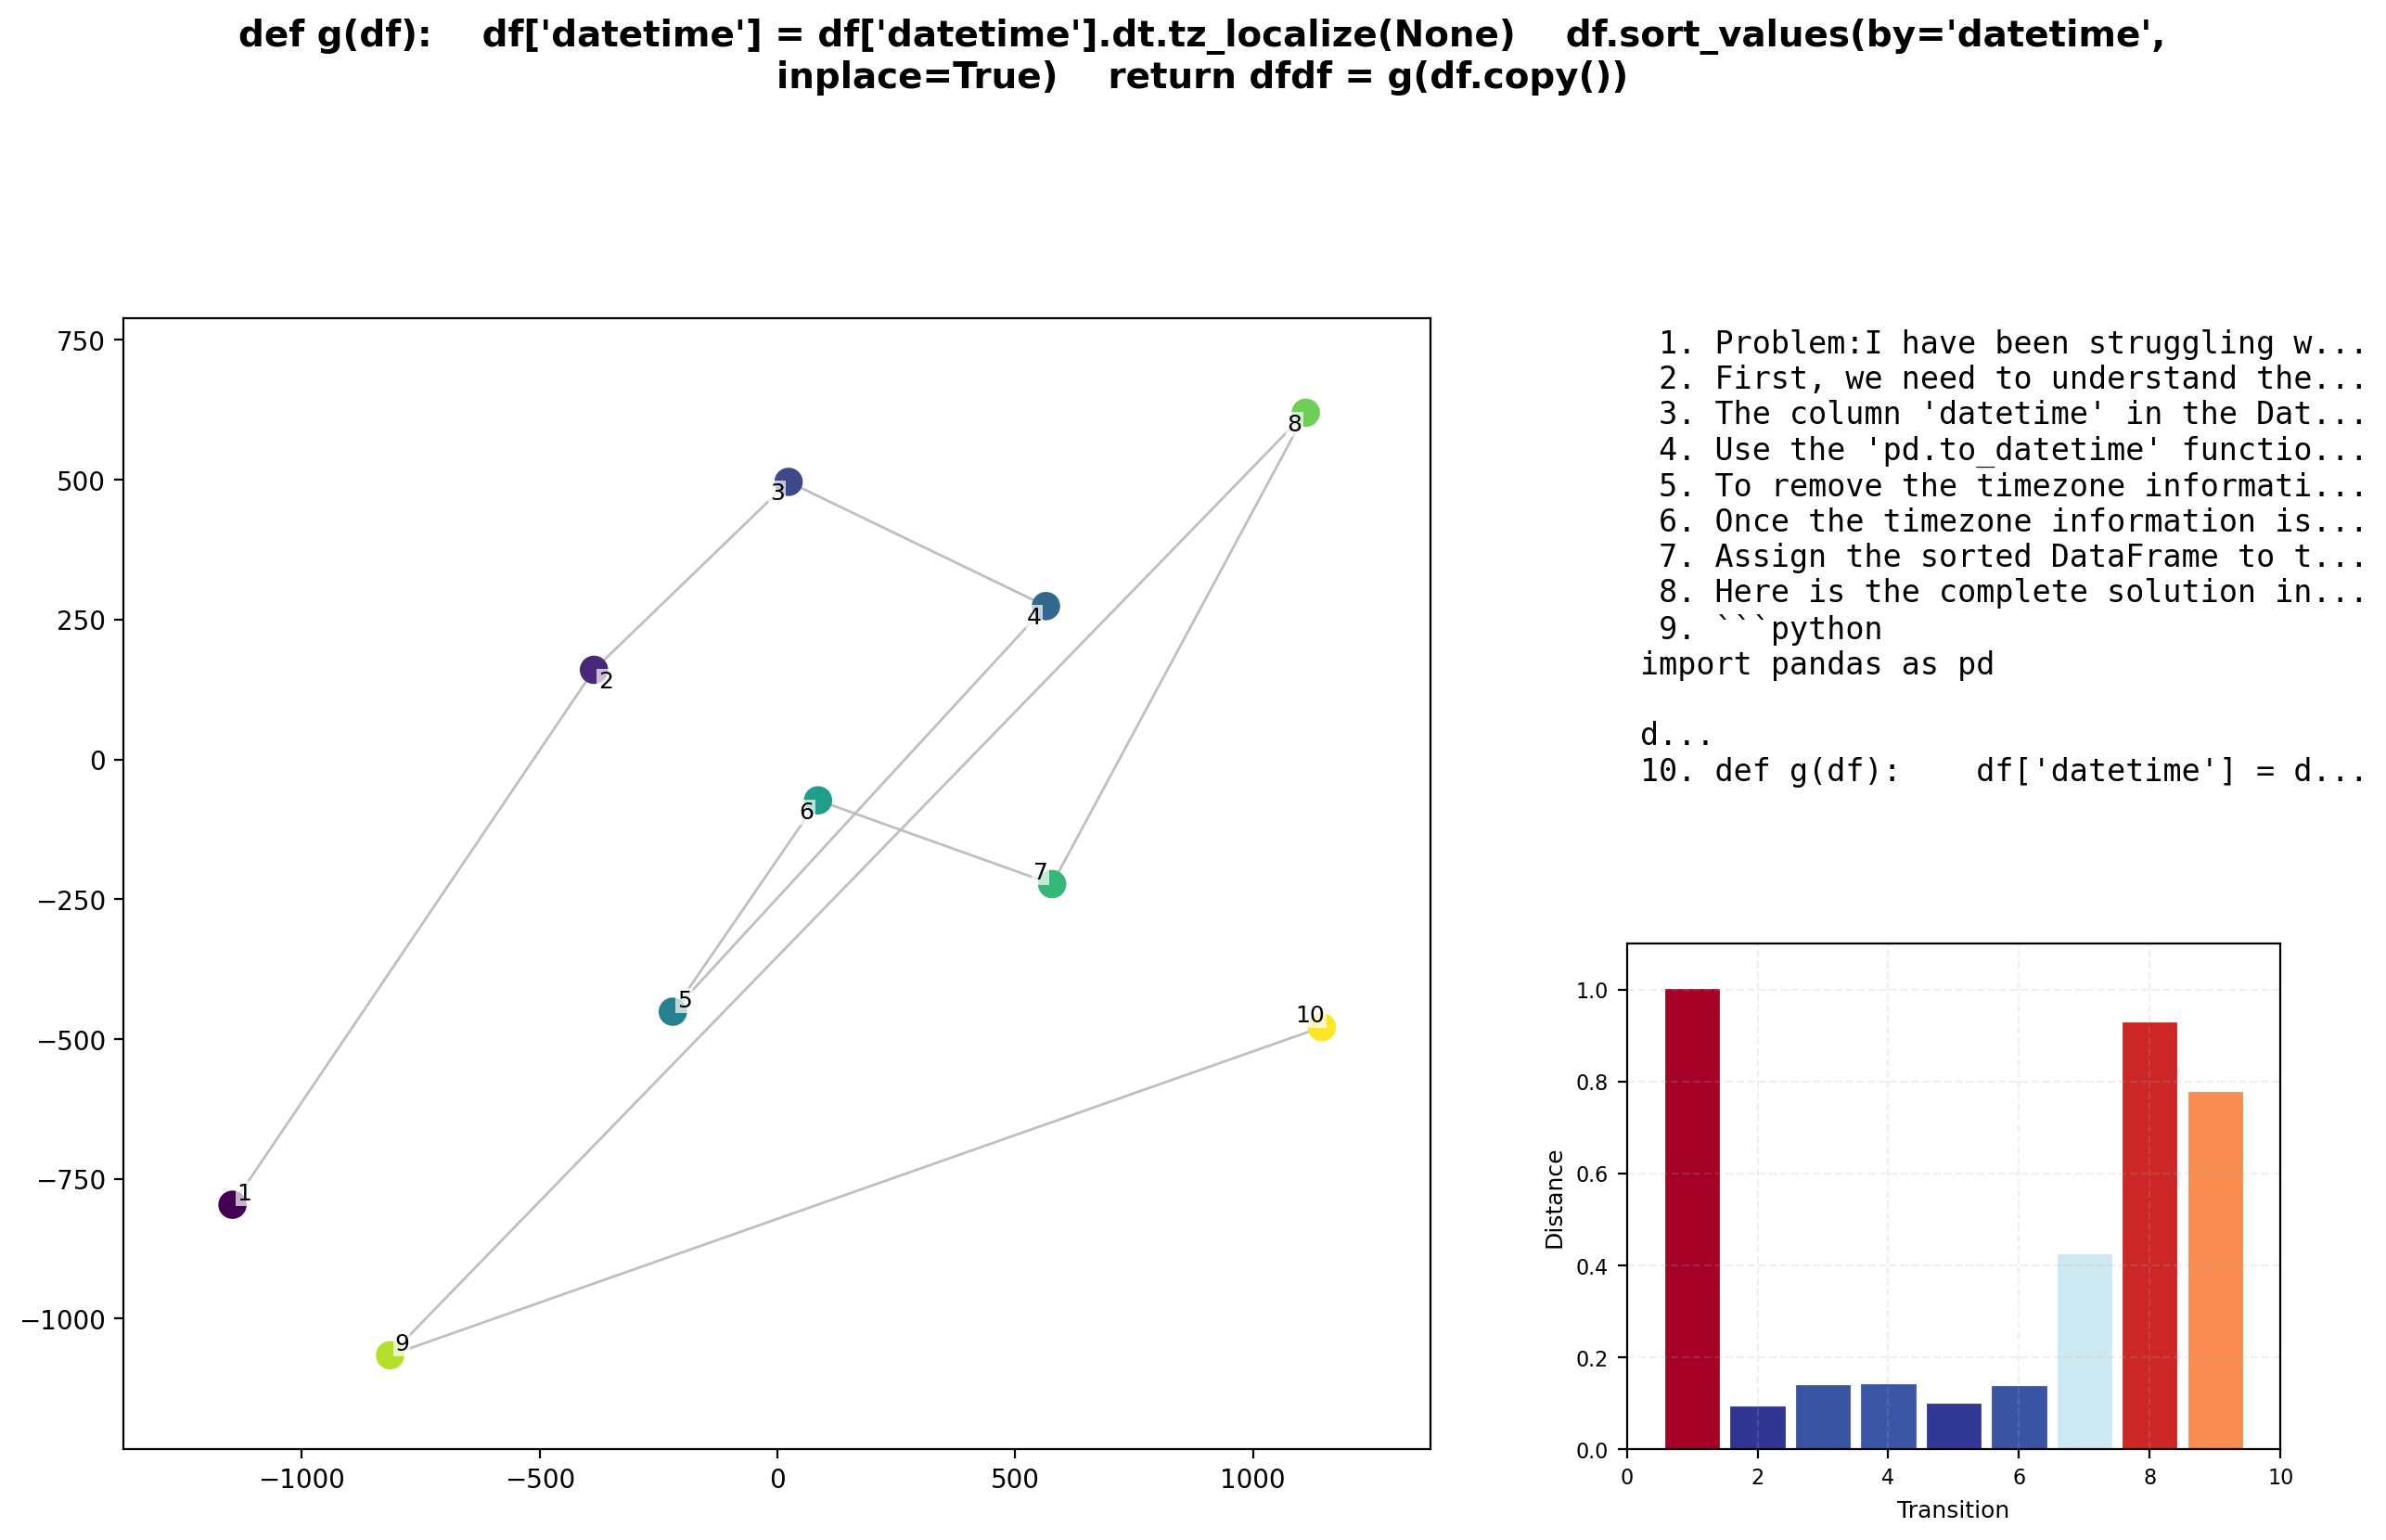 def g(df):    df['datetime'] = df['datetime'].dt.tz_localize(None)    df.sort_values(by='datetime',
inplace=True)    return dfdf = g(df.copy())
750
500
250
0
−250
−500
−750
−1000
−1000
−500
0
500
1000
1
2
3
4
5
6
7
8
9
10
1. Problem:I have been struggling w...
2. First, we need to understand the...
3. The column 'datetime' in the Dat...
4. Use the 'pd.to_datetime' functio...
5. To remove the timezone informati...
6. Once the timezone information is...
7. Assign the sorted DataFrame to t...
8. Here is the complete solution in...
9. ```python
import pandas as pd
d...
10. def g(df):    df['datetime'] = d...
Distance
1.0
0.8
0.6
0.4
0.2
0.0
0
2
4
6
8
10
Transition